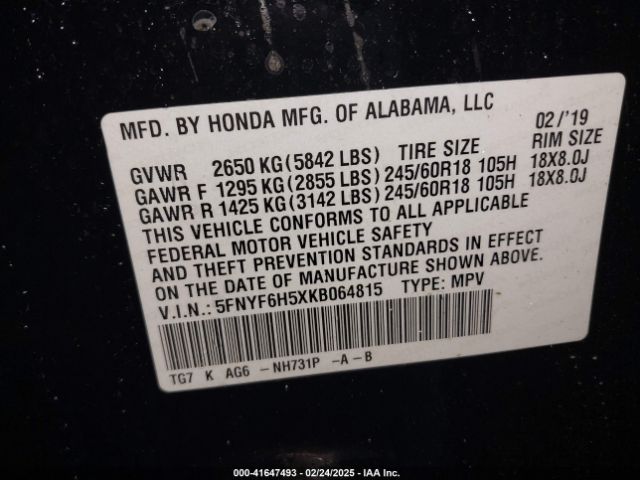 MFD. BY HONDA MFG. OF ALABAMA, LLC 02/'19
GVWR 2650 KG(5842 LBS) TIRE SIZE RIM SIZE
GAWR F 1295 KG(2855 LBS) 245/60R18 105H 18X8.0J
GAWR R 1425 KG(3142 LBS) 245/60R18 105H 18X8.0J
THIS VEHICLE CONFORMS TO ALL APPLICABLE
FEDERAL MOTOR VEHICLE SAFETY
AND THEFT PREVENTION STANDARDS IN EFFECT
ON THE DATE OF MANUFACTURE SHOWN ABOVE.
V.I.N.: 5FNYF6H5XKB064815 TYPE: MPV
TG7 K AG6 -NH731P -A-B
000-41647493 - 02/24/2025 - IAA Inc.